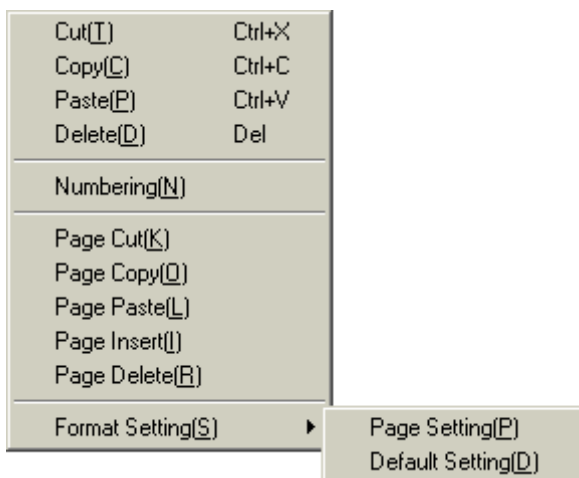 Cut(T) Ctrl+X
Copy(C) Ctrl+C
Paste(P) Ctrl+V
Delete(D) Del
Numbering(N)
Page Cut(K)
Page Copy(O)
Page Paste(L)
Page Insert(I)
Page Delete(R)
Format Setting(S)
Page Setting(P)
Default Setting(D)